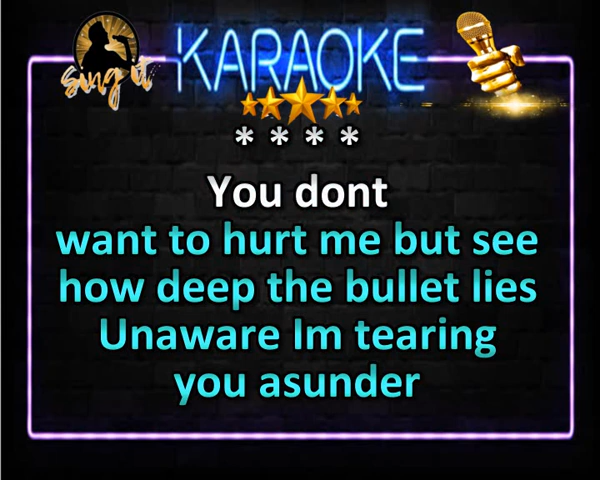 Sing it
KARAOKE
* * * *
You dont
want to hurt me but see
how deep the bullet lies
Unaware Im tearing
you asunder